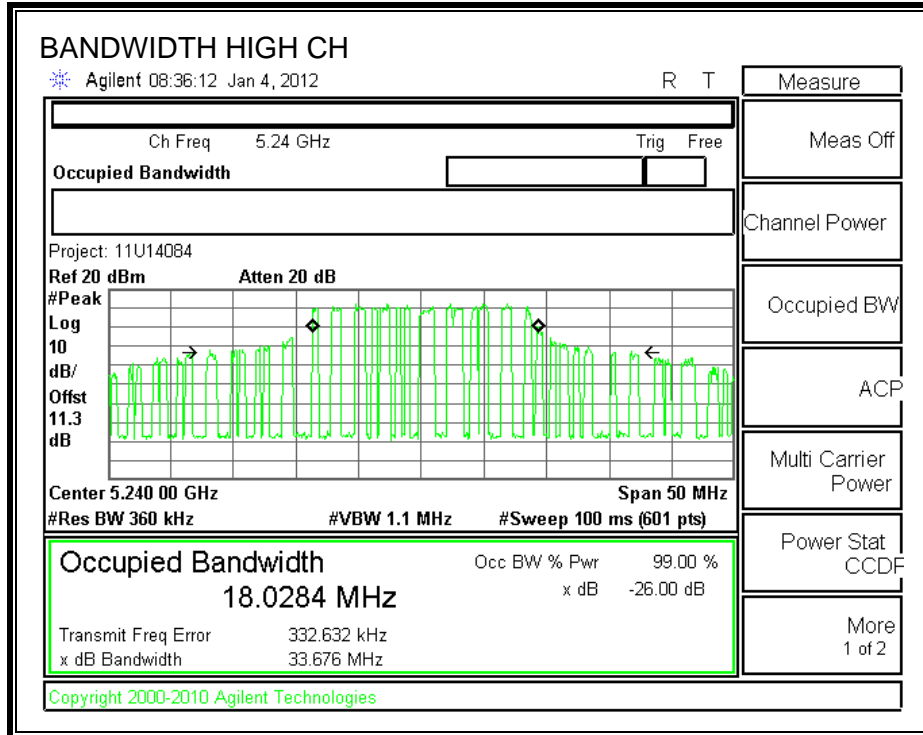 BANDWIDTH HIGH CH
Agilent 08:36:12 Jan 4, 2012 R T
Measure
Ch Freq 5.24 GHz Trig Free
Occupied Bandwidth
Meas Off
Channel Power
Project: 11U14084
Ref 20 dBm Atten 20 dB
#Peak
Log
10
dB/
Offst
11.3
dB
Occupied BW
ACP
Multi Carrier
Power
Center 5.240 00 GHz Span 50 MHz
#Res BW 360 kHz #VBW 1.1 MHz #Sweep 100 ms (601 pts)
Power Stat
CCDF
Occupied Bandwidth Occ BW % Pwr 99.00 %
18.0284 MHz x dB -26.00 dB
Transmit Freq Error 332.632 kHz
x dB Bandwidth 33.676 MHz
More
1 of 2
Copyright 2000-2010 Agilent Technologies